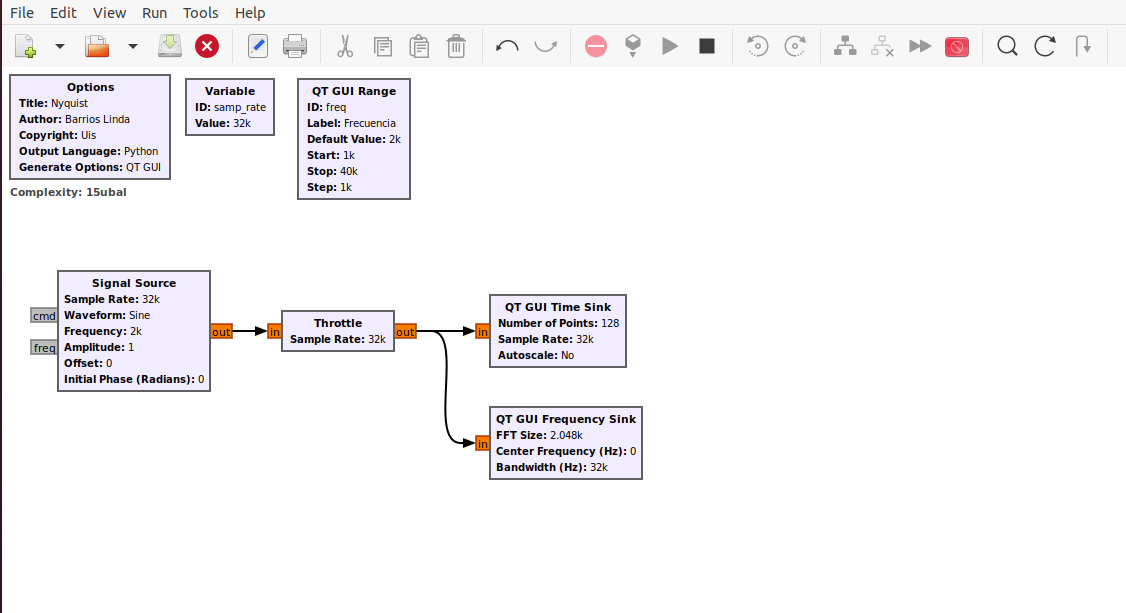 File Edit View Run Tools Help
Options
Title: Nyquist
Author: Barrios Linda
Copyright: Uis
Output Language: Python
Generate Options: QT GUI
Complexity: 15ubal
Variable
ID: samp_rate
Value: 32k
QT GUI Range
ID: freq
Label: Frecuencia
Default Value: 2k
Start: 1k
Stop: 40k
Step: 1k
cmd
freq
Signal Source
Sample Rate: 32k
Waveform: Sine
Frequency: 2k
Amplitude: 1
Offset: 0
Initial Phase (Radians): 0
out
in
Throttle
Sample Rate: 32k
out
in
QT GUI Time Sink
Number of Points: 128
Sample Rate: 32k
Autoscale: No
in
QT GUI Frequency Sink
FFT Size: 2.048k
Center Frequency (Hz): 0
Bandwidth (Hz): 32k